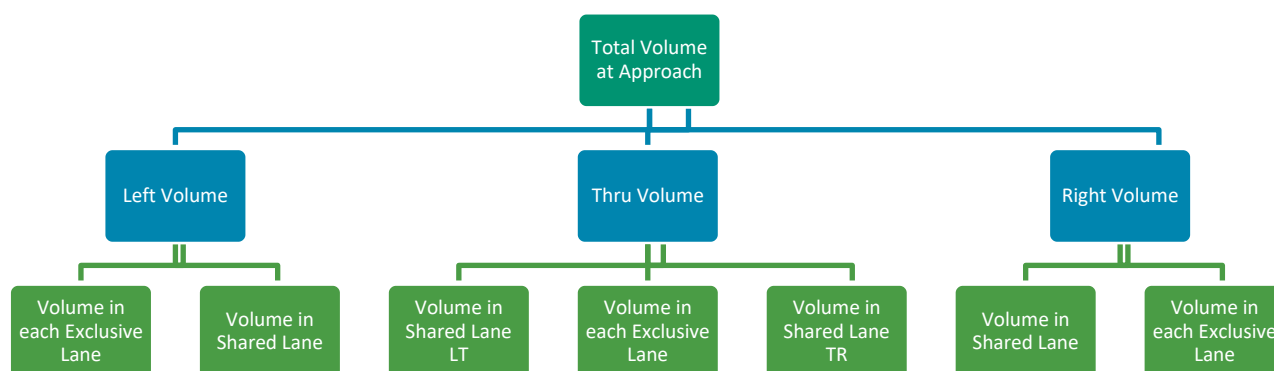 Total Volume
at Approach
Left Volume
Thru Volume
Right Volume
Volume in
each Exclusive
Lane
Volume in
Shared Lane
Volume in
Shared Lane
LT
Volume in
each Exclusive
Lane
Volume in
Shared Lane
TR
Volume in
Shared Lane
Volume in
each Exclusive
Lane